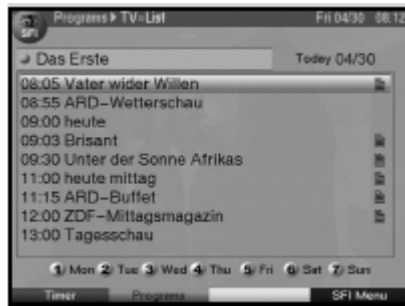 Programs TV-List Fri 04/30 08:12
SFI
Das Erste Today 04/30
08:05 Vater wider Willen
08:55 ARD-Wetterschau
09:00 heute
09:03 Brisant
09:30 Unter der Sonne Afrikas
11:00 heute mittag
11:15 ARD-Buffet
12:00 ZDF-Mittagsmagazin
13:00 Tagesschau
1 Mon 2 Tue 3 Wed 4 Thu 5 Fri 6 Sat 7 Sun
Timer Programs SFI Menu